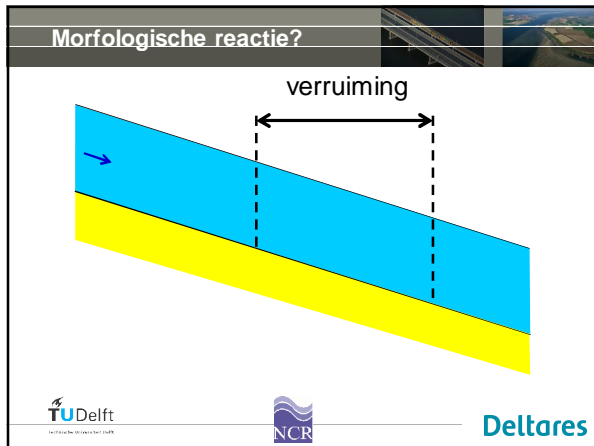 Morfologische reactie?
verruiming
TUDelft
NCR
Deltares